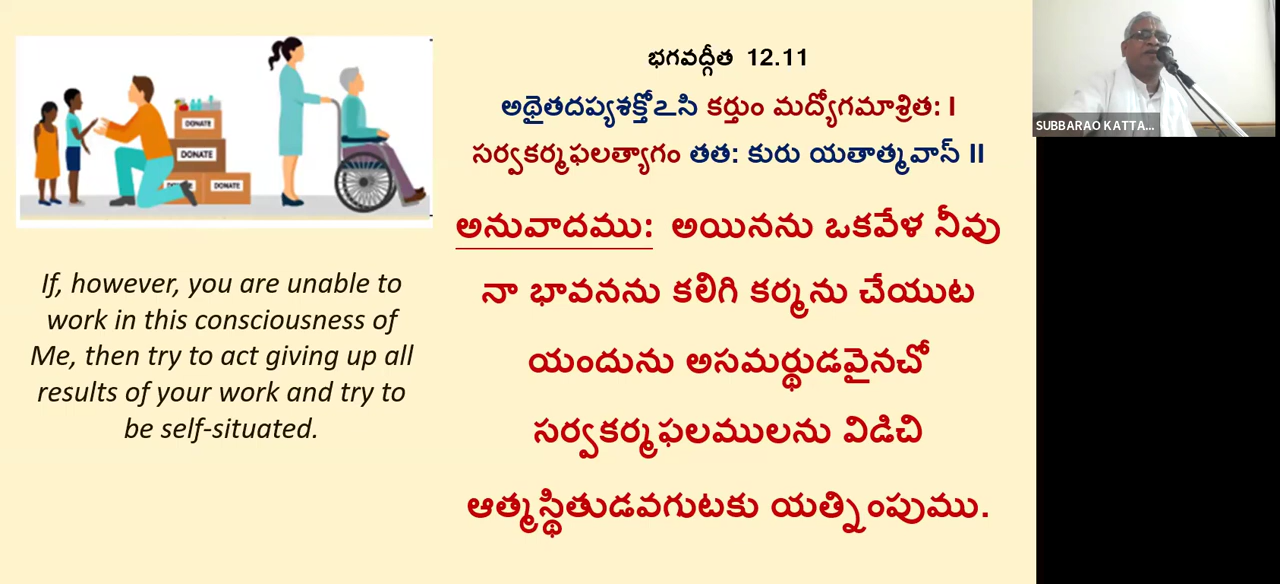 DONATE
DONATE
DONATE
భగవద్గీత 12.11
అథైతదప్యశక్తోఽసి కర్తుం మద్యోగమాశ్రిత: I
సర్వకర్మఫలత్యాగం తత: కురు యతాత్మవాన్ II
అనువాదము: అయినను ఒకవేళ నీవు
నా భావనను కలిగి కర్మను చేయుట
యందును అసమర్థుడవైనచో
సర్వకర్మఫలములను విడిచి
ఆత్మస్థితుడవగుటకు యత్నింపుము.
If, however, you are unable to
work in this consciousness of
Me, then try to act giving up all
results of your work and try to
be self-situated.
SUBBARAO KATTA...